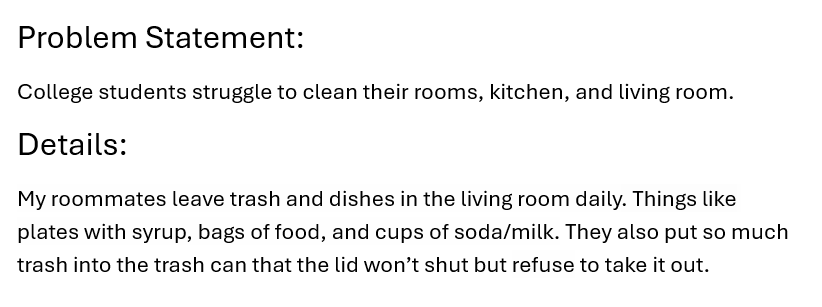 Problem Statement:
College students struggle to clean their rooms, kitchen, and living room.
Details:
My roommates leave trash and dishes in the living room daily. Things like
plates with syrup, bags of food, and cups of soda/milk. They also put so much
trash into the trash can that the lid won’t shut but refuse to take it out.